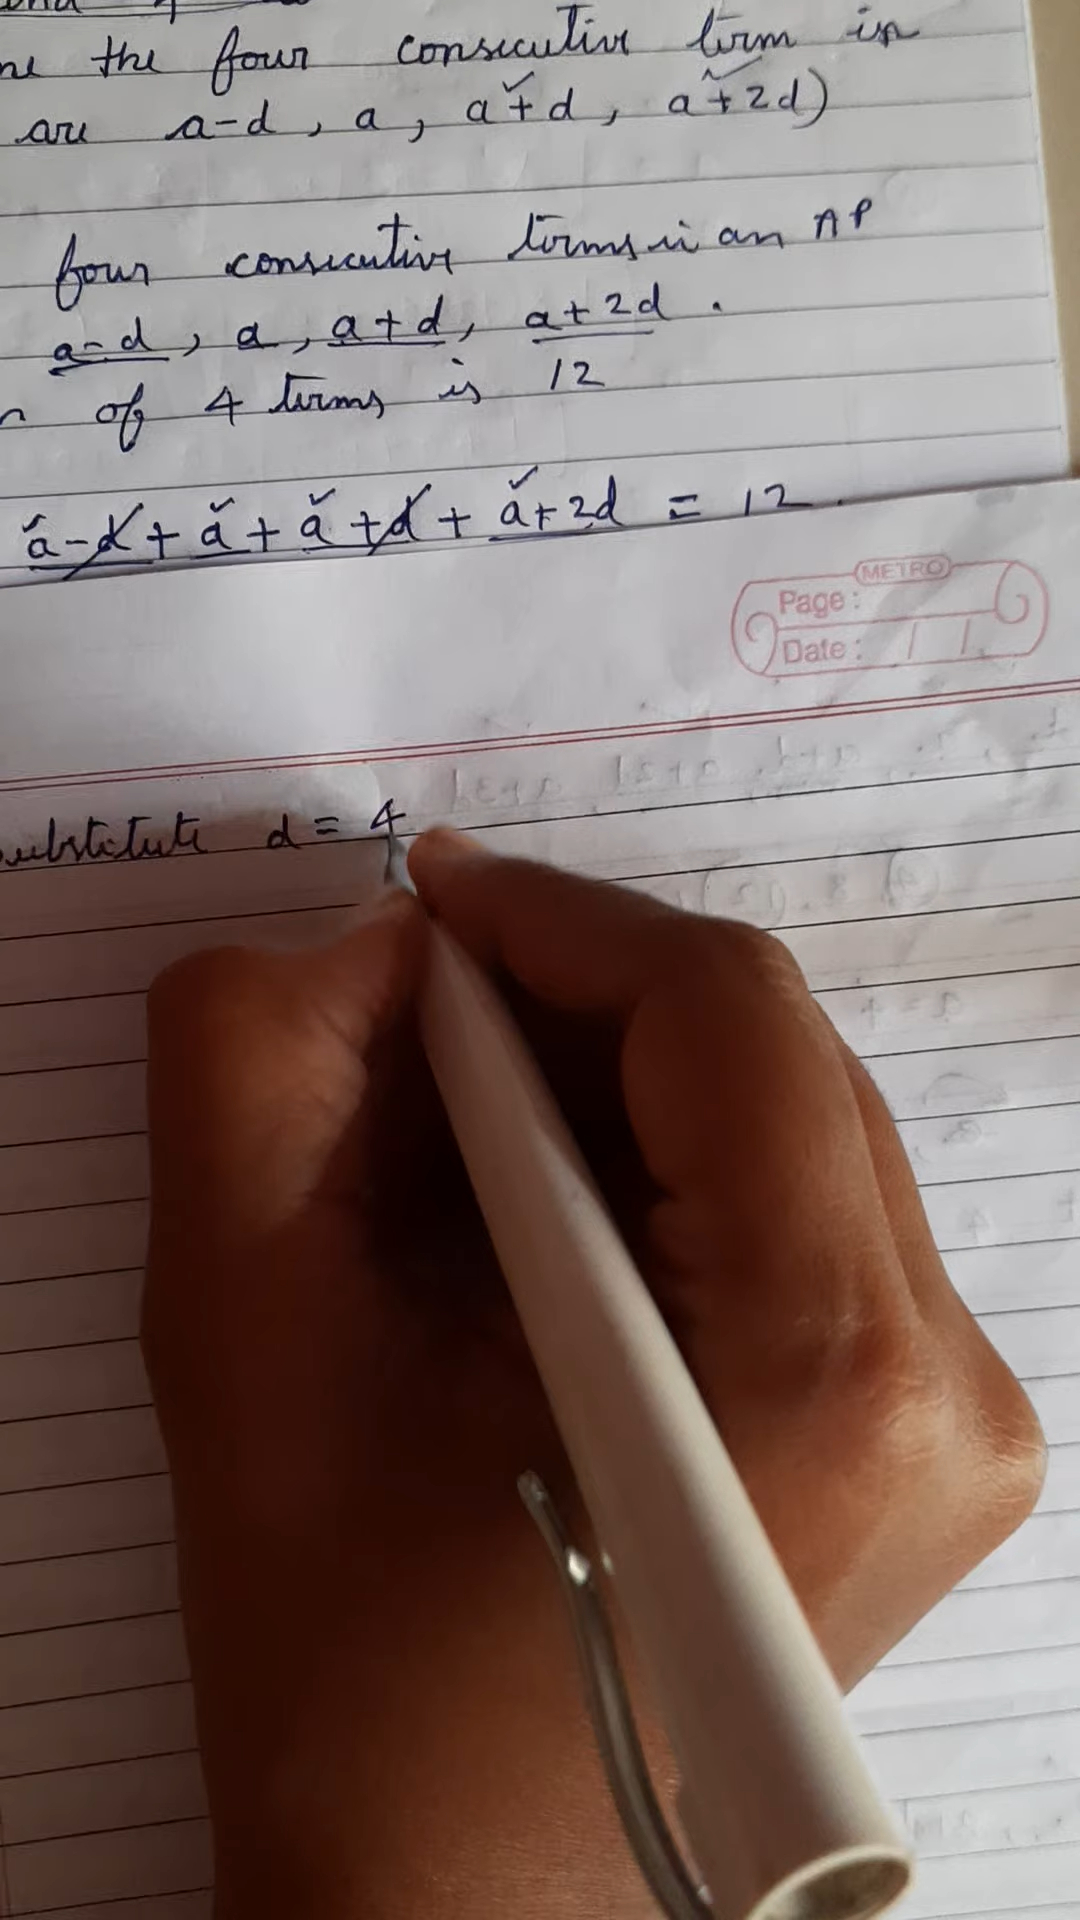 the four consecutive term in
are a-d, a, a+d, a+2d)
four consecutive terms in an AP
a-d, a, a+d, a+2d.
of 4 terms is 12
a-d+a+a+d+a+2d = 12.
METRO
Page:
Date: / /
substitute d = 4